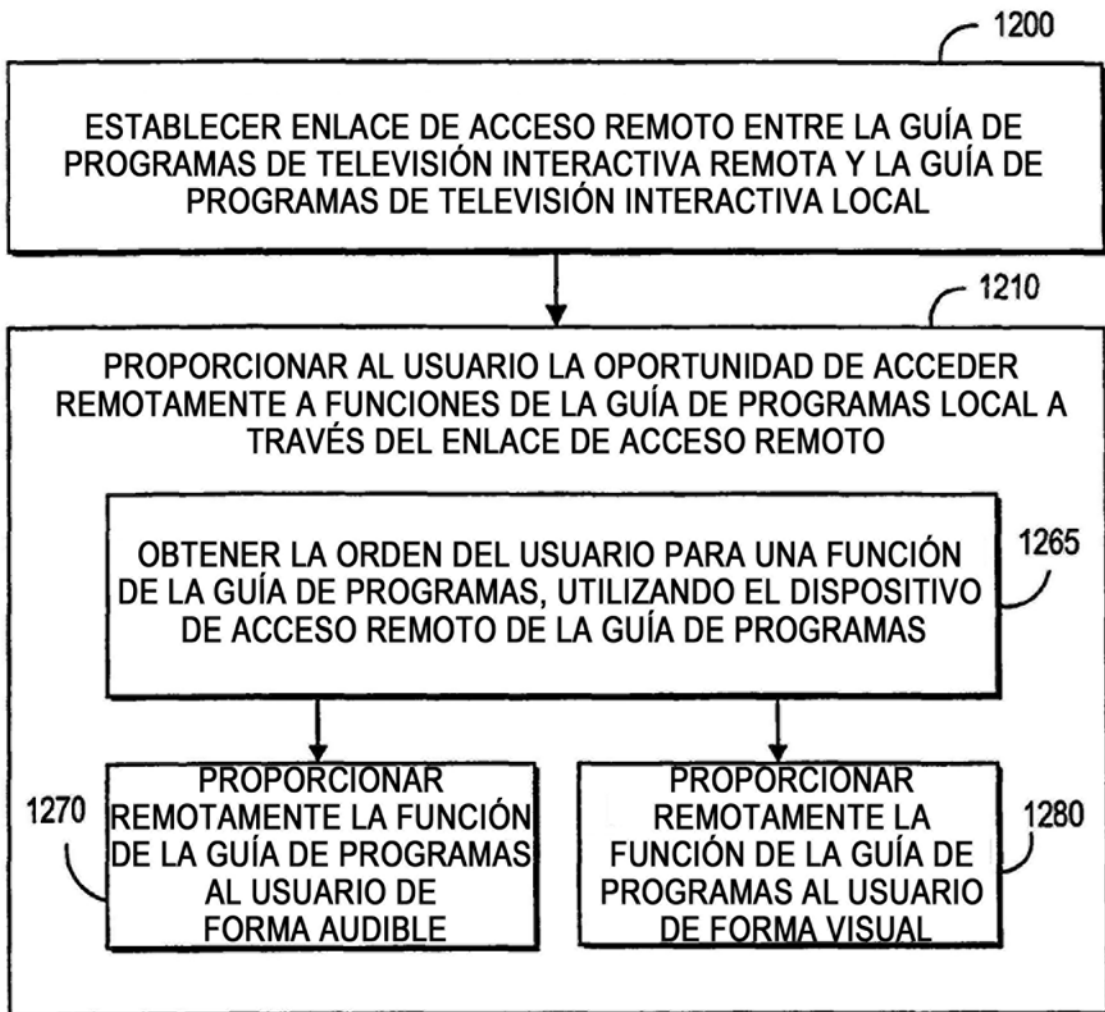 1200
ESTABLECER ENLACE DE ACCESO REMOTO ENTRE LA GUÍA DE
PROGRAMAS DE TELEVISIÓN INTERACTIVA REMOTA Y LA GUÍA DE
PROGRAMAS DE TELEVISIÓN INTERACTIVA LOCAL
1210
PROPORCIONAR AL USUARIO LA OPORTUNIDAD DE ACCEDER
REMOTAMENTE A FUNCIONES DE LA GUÍA DE PROGRAMAS LOCAL A
TRAVÉS DEL ENLACE DE ACCESO REMOTO
1265
OBTENER LA ORDEN DEL USUARIO PARA UNA FUNCIÓN
DE LA GUÍA DE PROGRAMAS, UTILIZANDO EL DISPOSITIVO
DE ACCESO REMOTO DE LA GUÍA DE PROGRAMAS
1270
PROPORCIONAR
REMOTAMENTE LA FUNCIÓN
DE LA GUÍA DE PROGRAMAS
AL USUARIO DE
FORMA AUDIBLE
1280
PROPORCIONAR
REMOTAMENTE LA
FUNCIÓN DE LA GUÍA DE
PROGRAMAS AL USUARIO
DE FORMA VISUAL